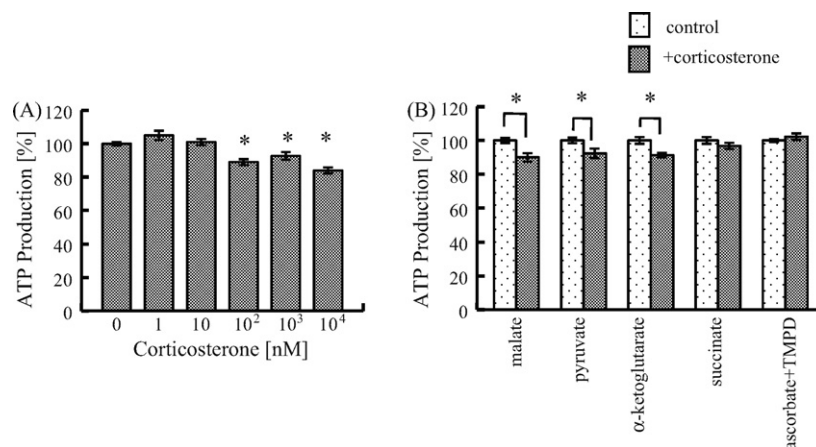 control
+corticosterone
(A)
ATP Production [%]
120
100
80
60
40
20
0
* * *
0 1 10 10² 10³ 10⁴
Corticosterone [nM]
(B)
ATP Production [%]
120
100
80
60
40
20
0
* * *
malate
pyruvate
α-ketoglutarate
succinate
ascorbate+TMPD